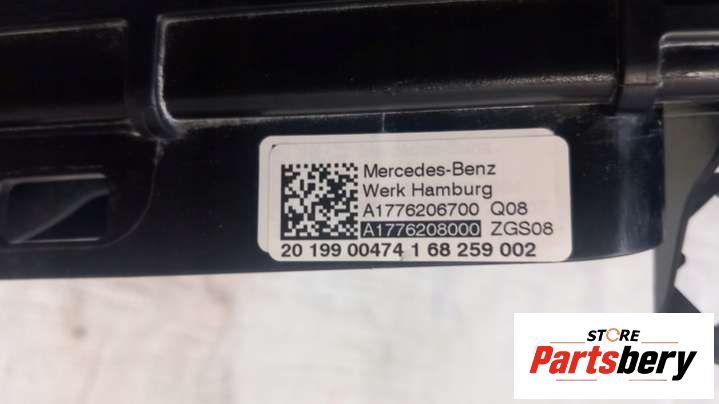 Mercedes-Benz
Werk Hamburg
A1776206700 Q08
A1776208000 ZGS08
20 199 00474 1 68 259 002
STORE
Partsbery